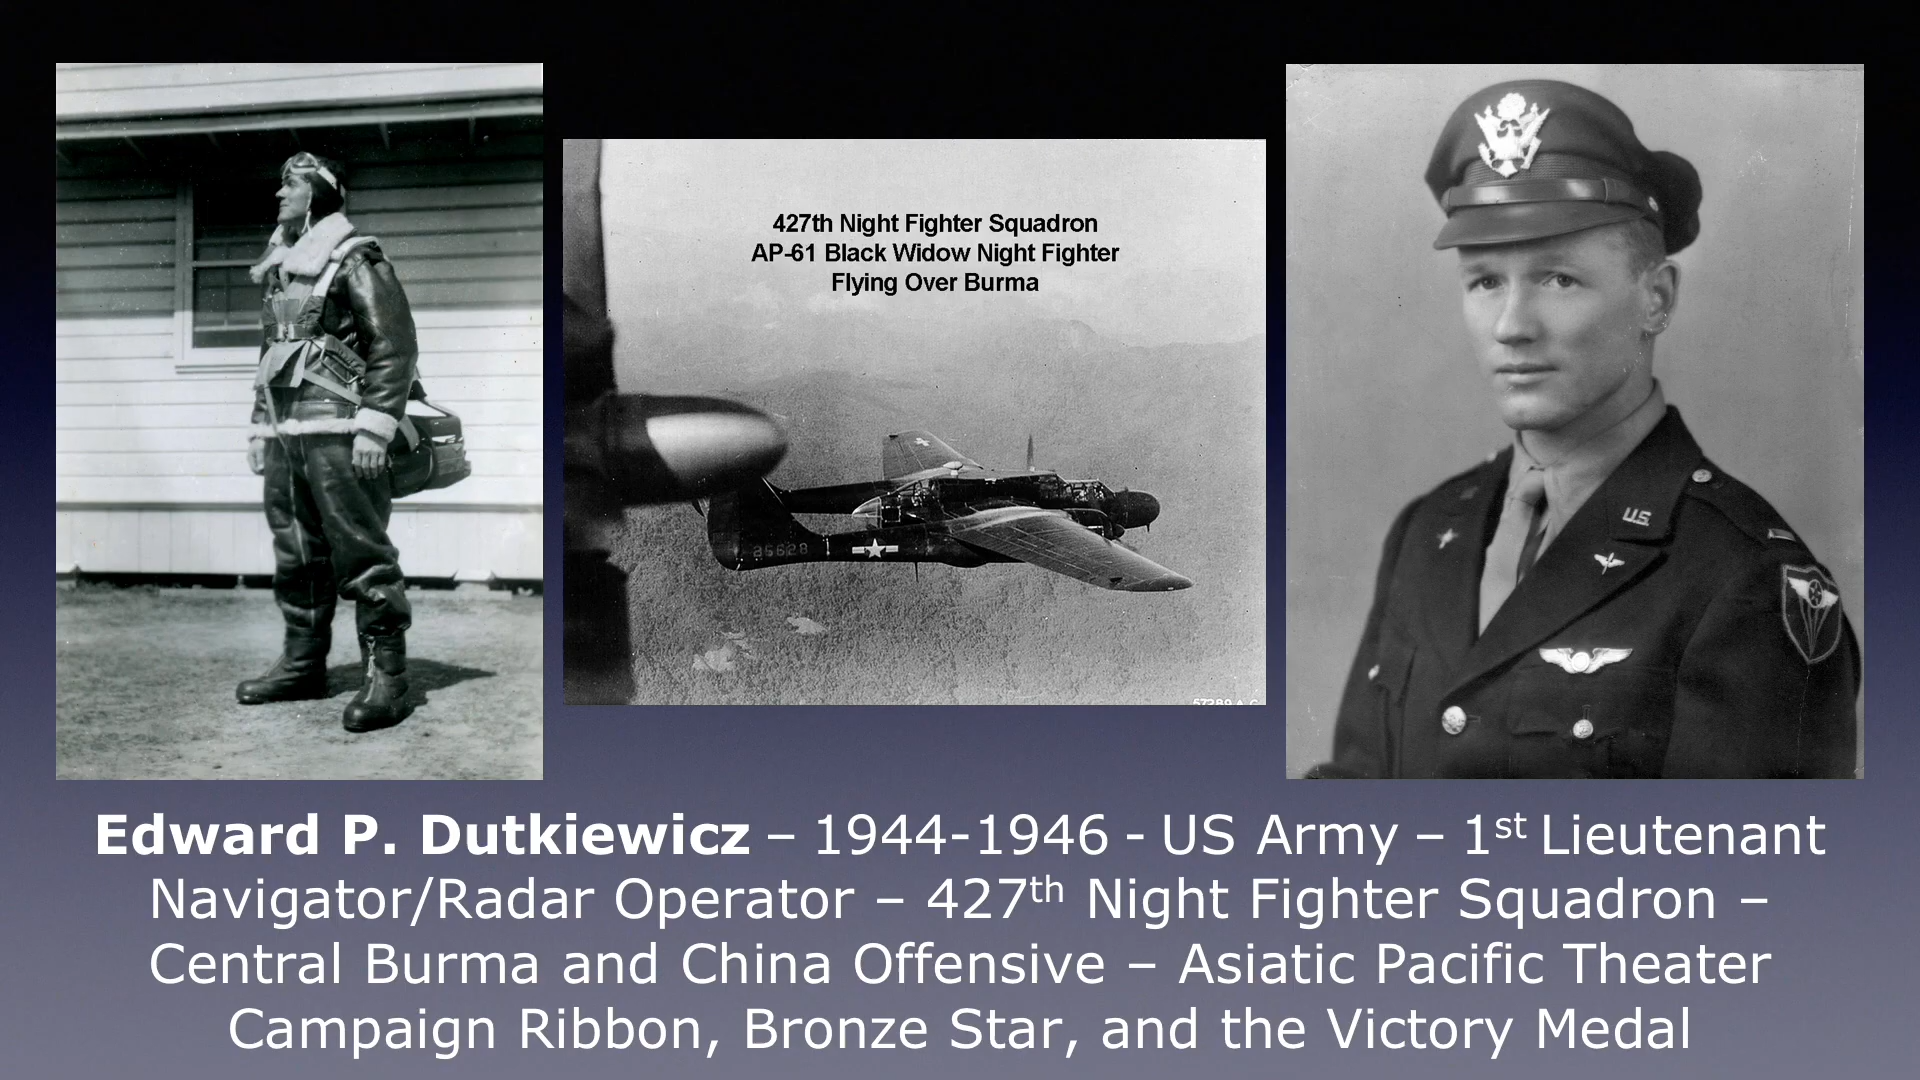 427th Night Fighter Squadron
AP-61 Black Widow Night Fighter
Flying Over Burma
25628
U.S.
57289 A.C.
Edward P. Dutkiewicz – 1944-1946 - US Army – 1st Lieutenant
Navigator/Radar Operator – 427th Night Fighter Squadron –
Central Burma and China Offensive – Asiatic Pacific Theater
Campaign Ribbon, Bronze Star, and the Victory Medal